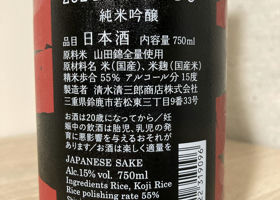 純米吟醸
品目 日本酒 内容量 750ml
原料米 山田錦全量使用
原材料名 米(国産)、米麹(国産米)
精米歩合 55% アルコール分 15度
製造者 清水清三郎商店株式会社
三重県鈴鹿市若松東三丁目9番33号
お酒は20歳になってから/妊
娠中の飲酒は胎児、乳児の発
育に悪影響を与えるおそれが
あります/お酒は楽しく適量を
JAPANESE SAKE
Alc.15% vol. 750ml
Ingredients Rice, Koji Rice
Rice polishing rate 55%